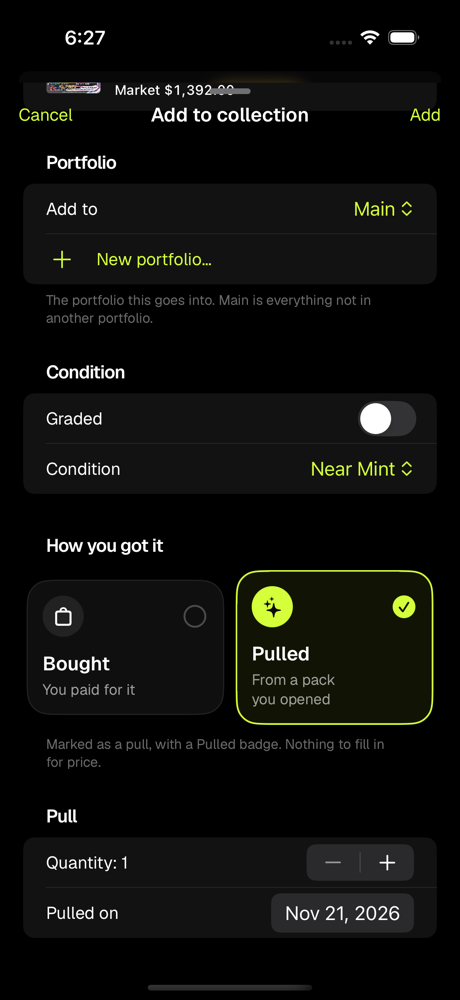 6:27
Market $1,392.00
Cancel
Add to collection
Add
Portfolio
Add to
Main
New portfolio...
The portfolio this goes into. Main is everything not in
another portfolio.
Condition
Graded
Condition
Near Mint
How you got it
Bought
You paid for it
Pulled
From a pack
you opened
Marked as a pull, with a Pulled badge. Nothing to fill in
for price.
Pull
Quantity: 1
Pulled on
Nov 21, 2026